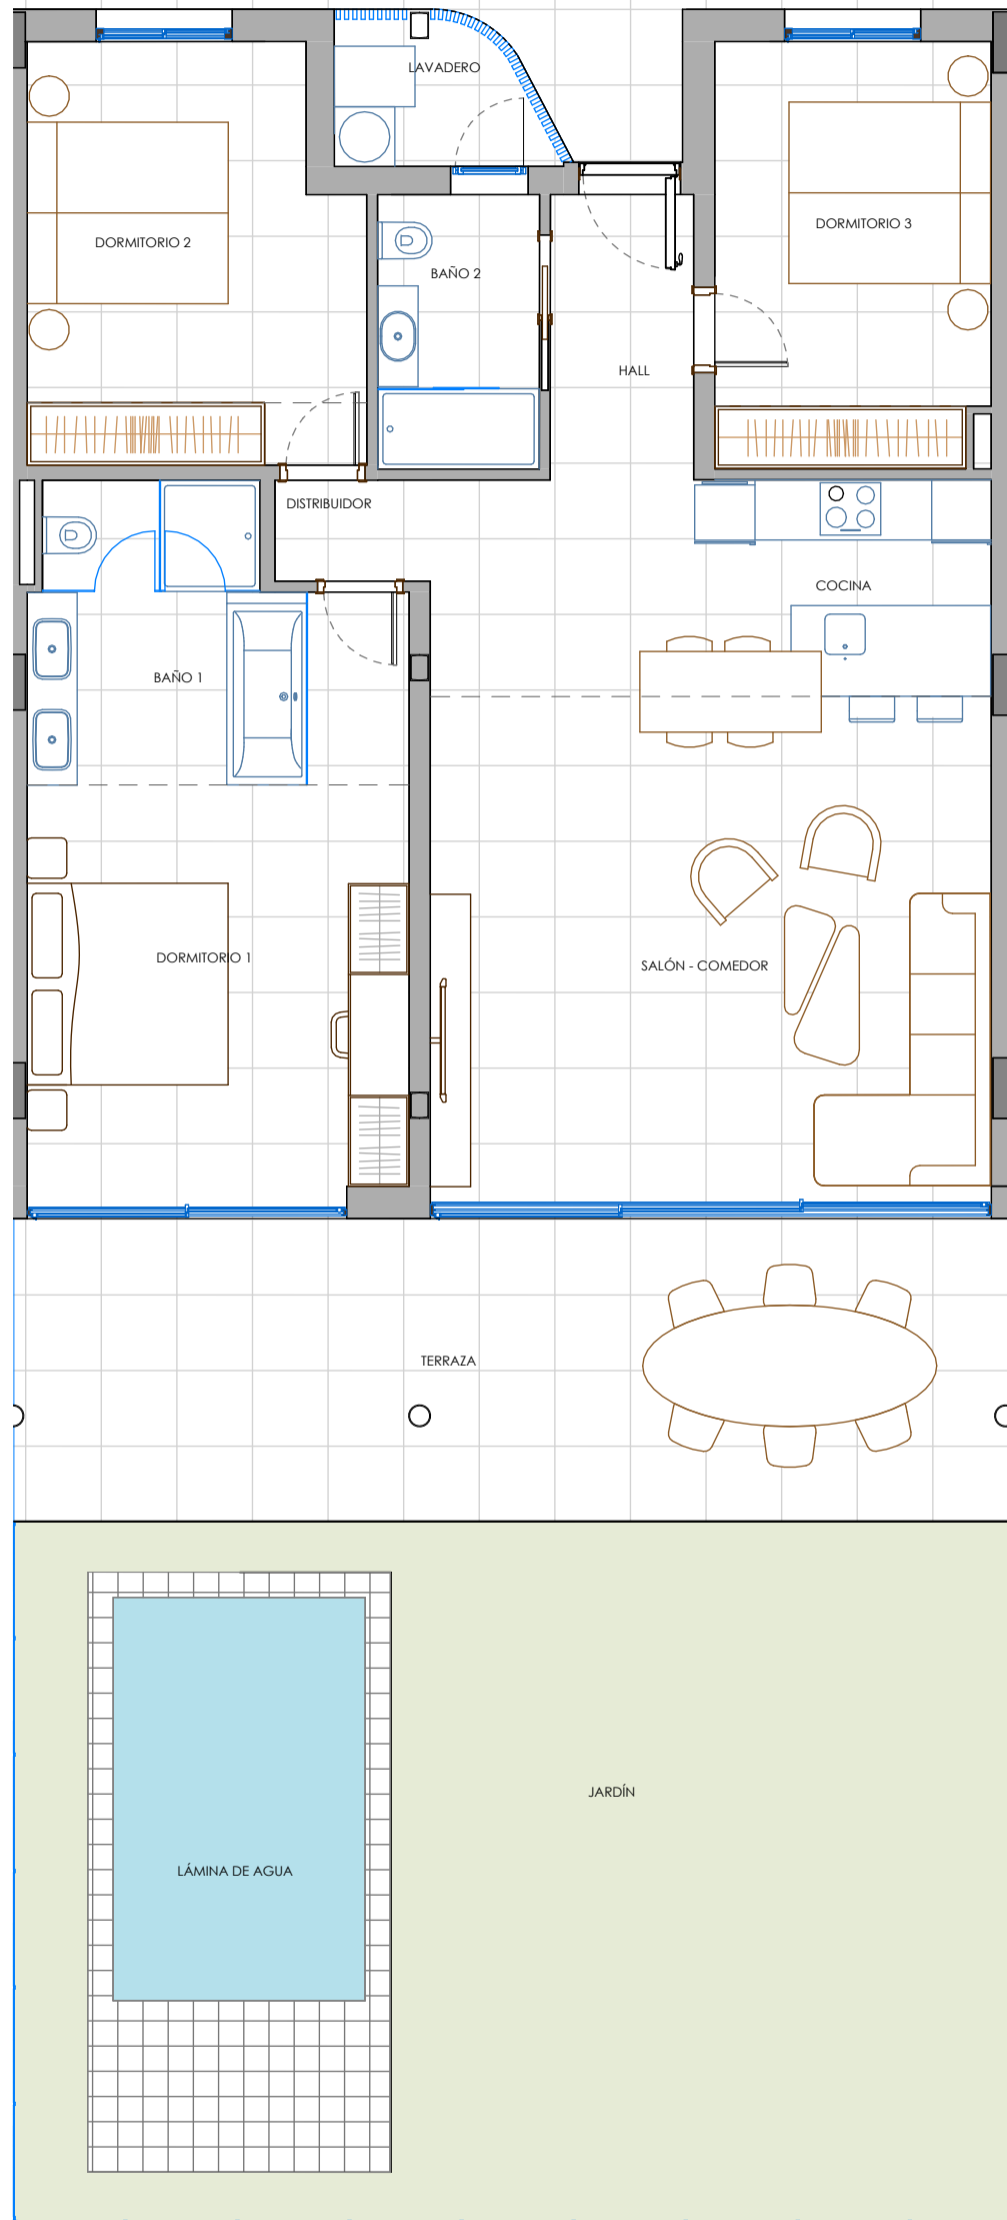 LAVADERO
DORMITORIO 3
DORMITORIO 2
BAÑO 2
HALL
DISTRIBUIDOR
COCINA
BAÑO 1
DORMITORIO 1
SALÓN - COMEDOR
TERRAZA
JARDÍN
LÁMINA DE AGUA